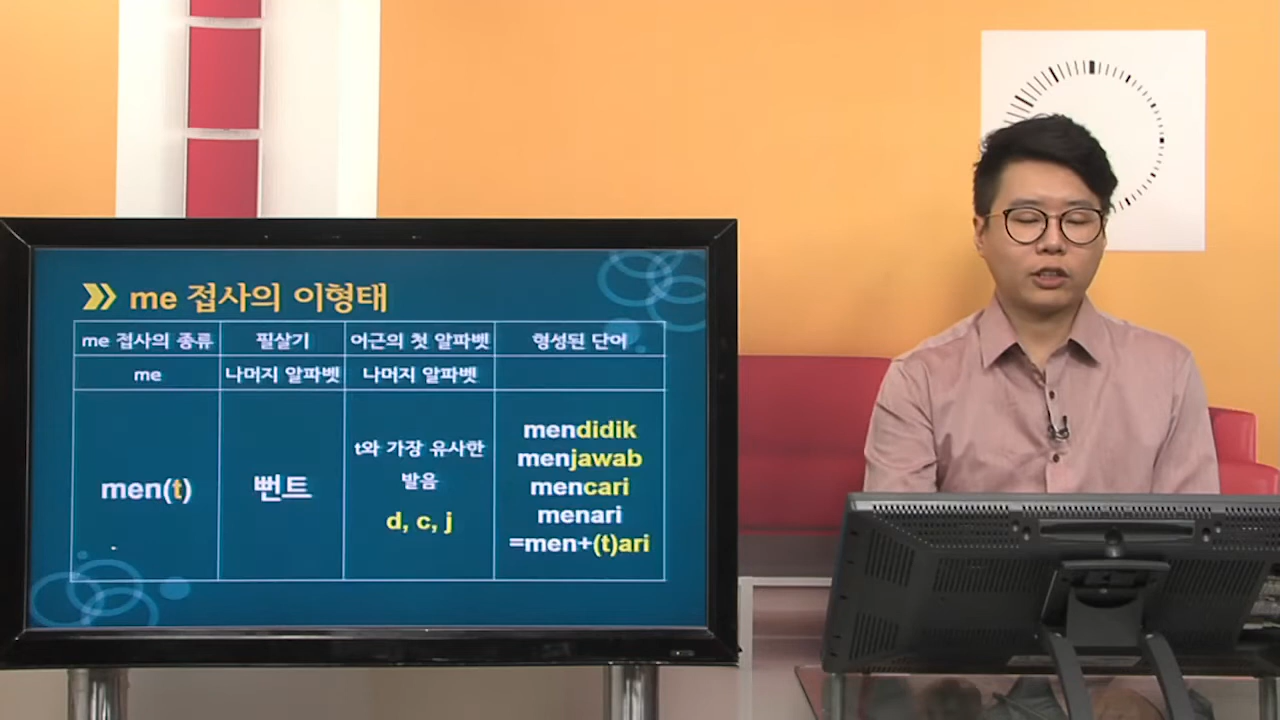 me 접사의 이형태
me 접사의 종류 필살기 어근의 첫 알파벳 형성된 단어
me 나머지 알파벳 나머지 알파벳
men(t) 뻔트
t와 가장 유사한
발음
d, c, j
mendidik
menjawab
mencari
menari
=men+(t)ari